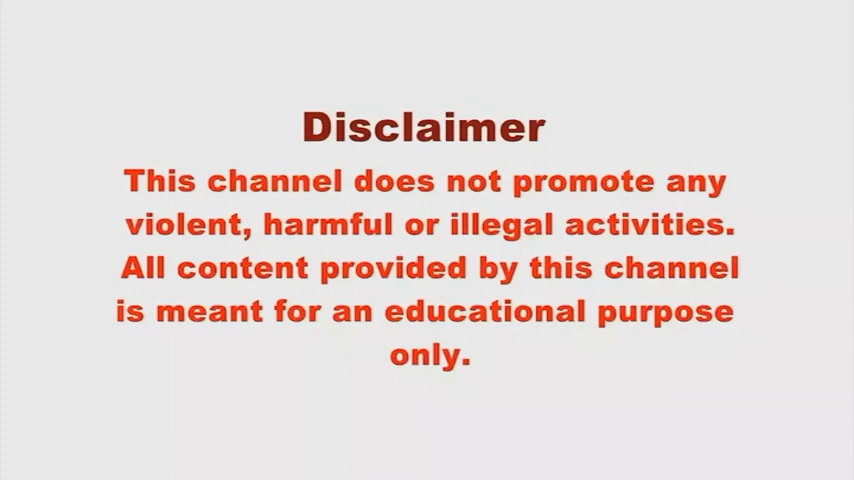 Disclaimer
This channel does not promote any
violent, harmful or illegal activities.
All content provided by this channel
is meant for an educational purpose
only.